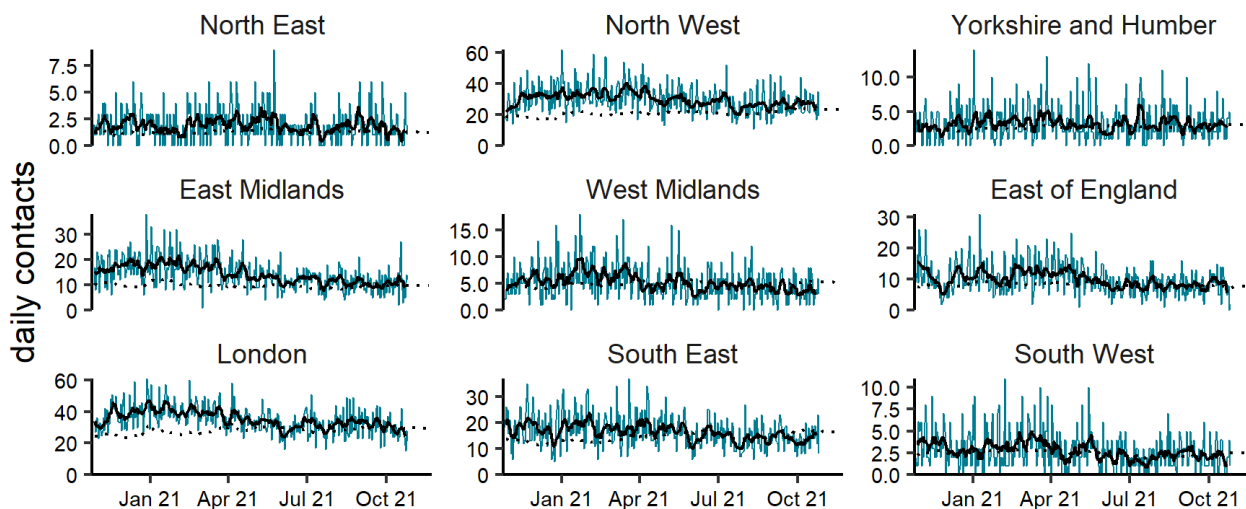 North East
North West
Yorkshire and Humber
7.5
5.0
2.5
0.0
60
40
20
0
10.0
5.0
0.0
East Midlands
West Midlands
East of England
30
20
10
0
15.0
10.0
5.0
0.0
30
20
10
0
daily contacts
London
South East
South West
60
40
20
0
30
20
10
0
10.0
7.5
5.0
2.5
0.0
Jan 21 Apr 21 Jul 21 Oct 21
Jan 21 Apr 21 Jul 21 Oct 21
Jan 21 Apr 21 Jul 21 Oct 21